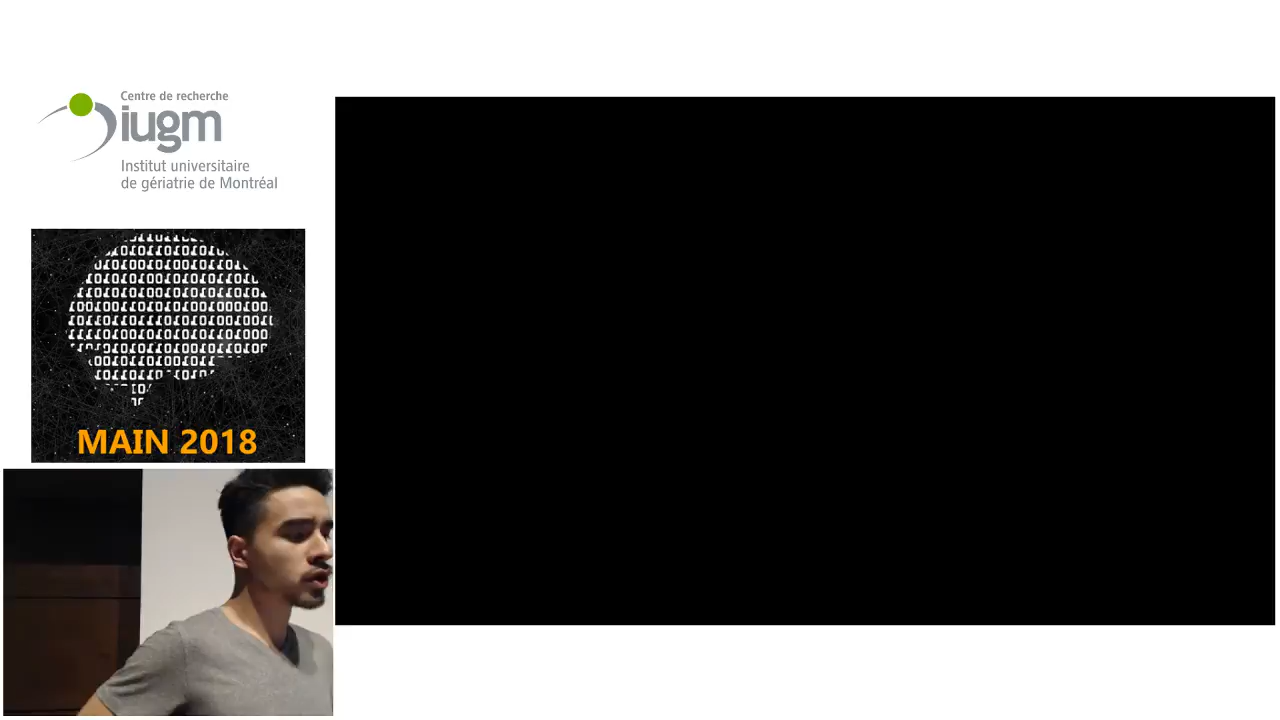 Centre de recherche
iugm
Institut universitaire
de gériatrie de Montréal
MAIN 2018